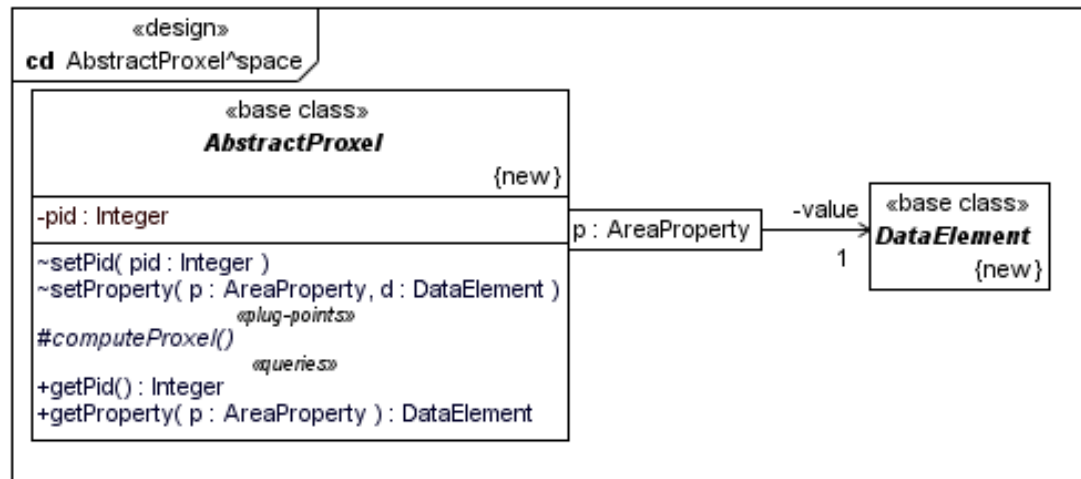 «design»
cd AbstractProxel^space
«base class»
AbstractProxel
{new}
-pid : Integer
~setPid( pid : Integer )
~setProperty( p : AreaProperty, d : DataElement )
«plug-points»
#computeProxel()
«queries»
+getPid() : Integer
+getProperty( p : AreaProperty ) : DataElement
p : AreaProperty
-value
1
«base class»
DataElement
{new}